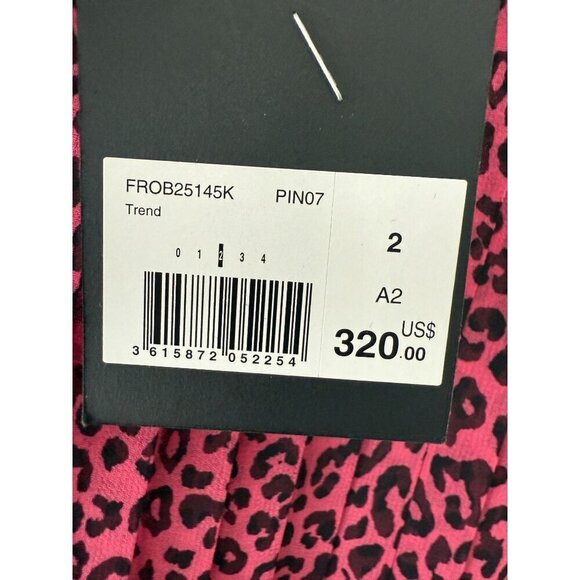 FROB25145K PIN07
Trend
0 1 2 3 4
3 615872 052254
2
A2
US$
320.00